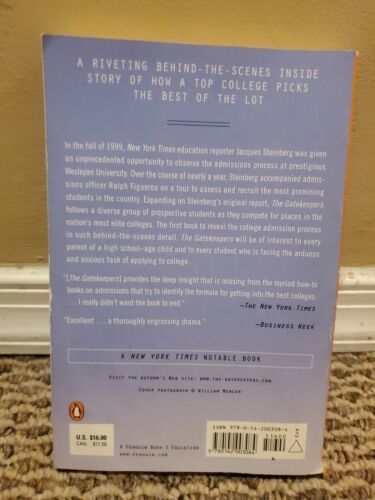 A RIVETING BEHIND-THE-SCENES INSIDE
STORY OF HOW A TOP COLLEGE PICKS
THE BEST OF THE LOT
In the fall of 1999, New York Times education reporter Jacques Steinberg was given
an unprecedented opportunity to observe the admissions process at prestigious
Wesleyan University. Over the course of nearly a year, Steinberg accompanied admis-
sions officer Ralph Figueroa on a tour to assess and recruit the most promising
students in the country. Expanding on Steinberg's original report, The Gatekeepers
follows a diverse group of prospective students as they compete for places in the
nation's most elite colleges. The first book to reveal the college admission process
in such behind-the-scenes detail, The Gatekeepers will be of interest to every
parent of a high school-age child and to every student who is facing the arduous
and anxious task of applying to college.
"[The Gatekeepers] provides the deep insight that is missing from the myriad how-to
books on admissions that try to identify the formula for getting into the best colleges.
. . . I really didn't want the book to end."
—THE NEW YORK TIMES
"Excellent . . . a thoroughly engrossing drama."
—BUSINESS WEEK
A NEW YORK TIMES NOTABLE BOOK
VISIT THE AUTHOR'S WEB SITE: WWW.THE-GATEKEEPERS.COM
COVER PHOTOGRAPH © WILLIAM MERCER
U.S. $16.00
CAN. $17.50
A PENGUIN BOOK | EDUCATION
WWW.PENGUIN.COM
ISBN 978-0-14-200308-4
51600
9780142003084
EAN